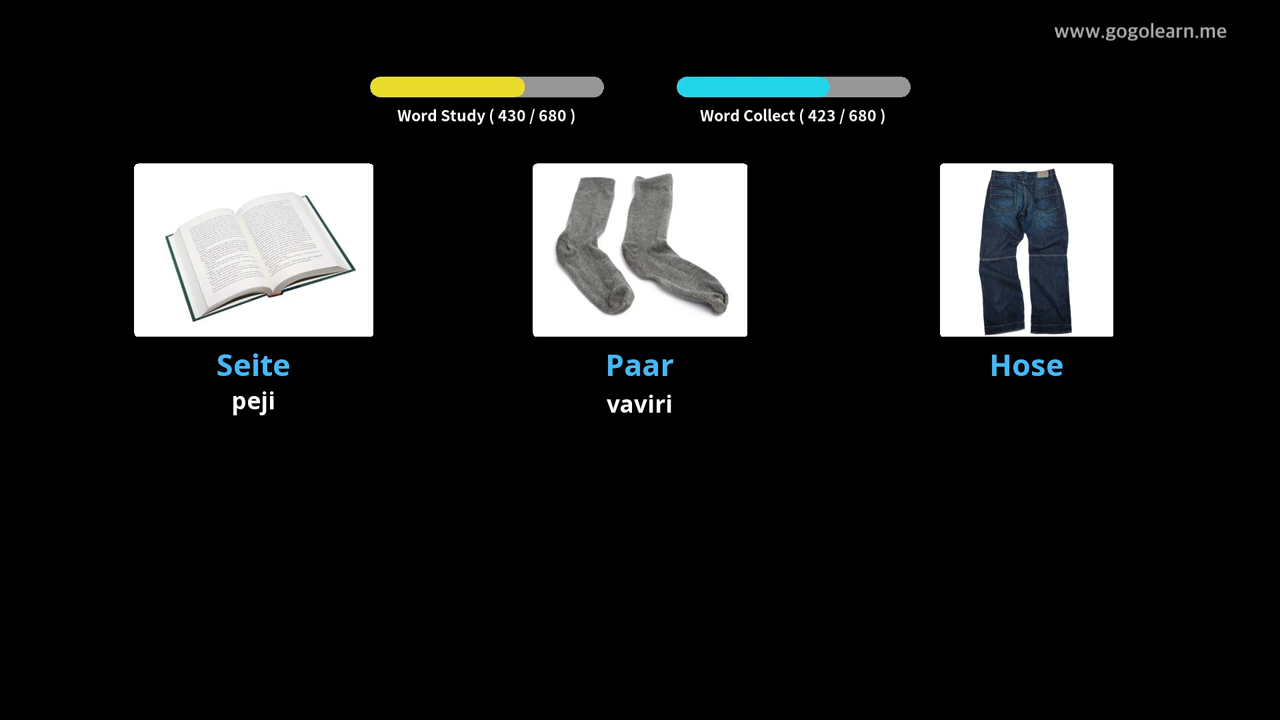 www.gogolearn.me
Word Study ( 430 / 680 )
Word Collect ( 423 / 680 )
Seite
peji
Paar
vaviri
Hose